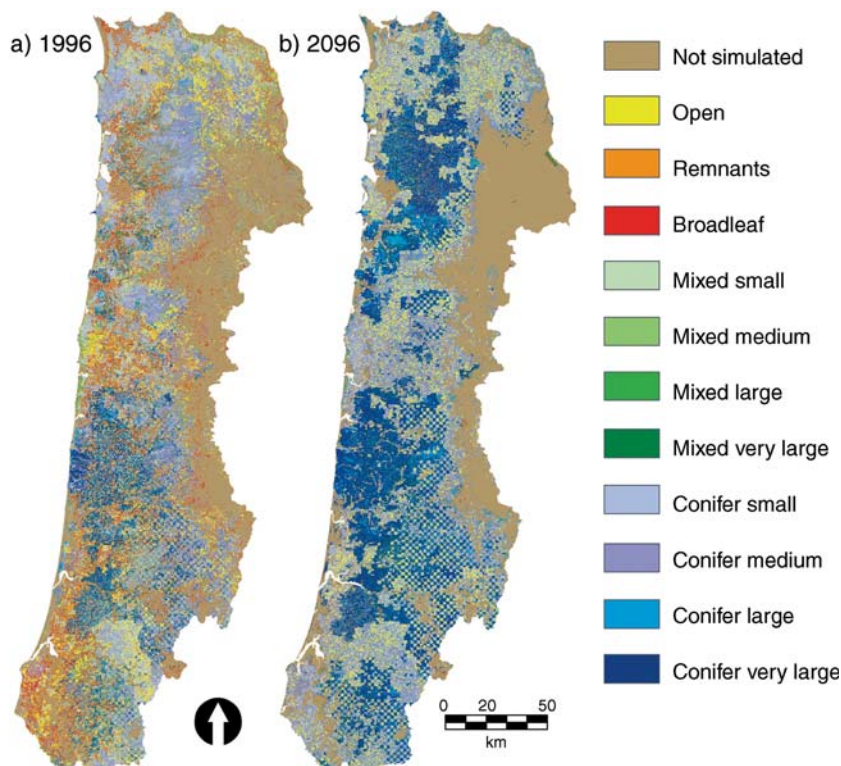 a) 1996
b) 2096
Not simulated
Open
Remnants
Broadleaf
Mixed small
Mixed medium
Mixed large
Mixed very large
Conifer small
Conifer medium
Conifer large
Conifer very large
0 20 50
km